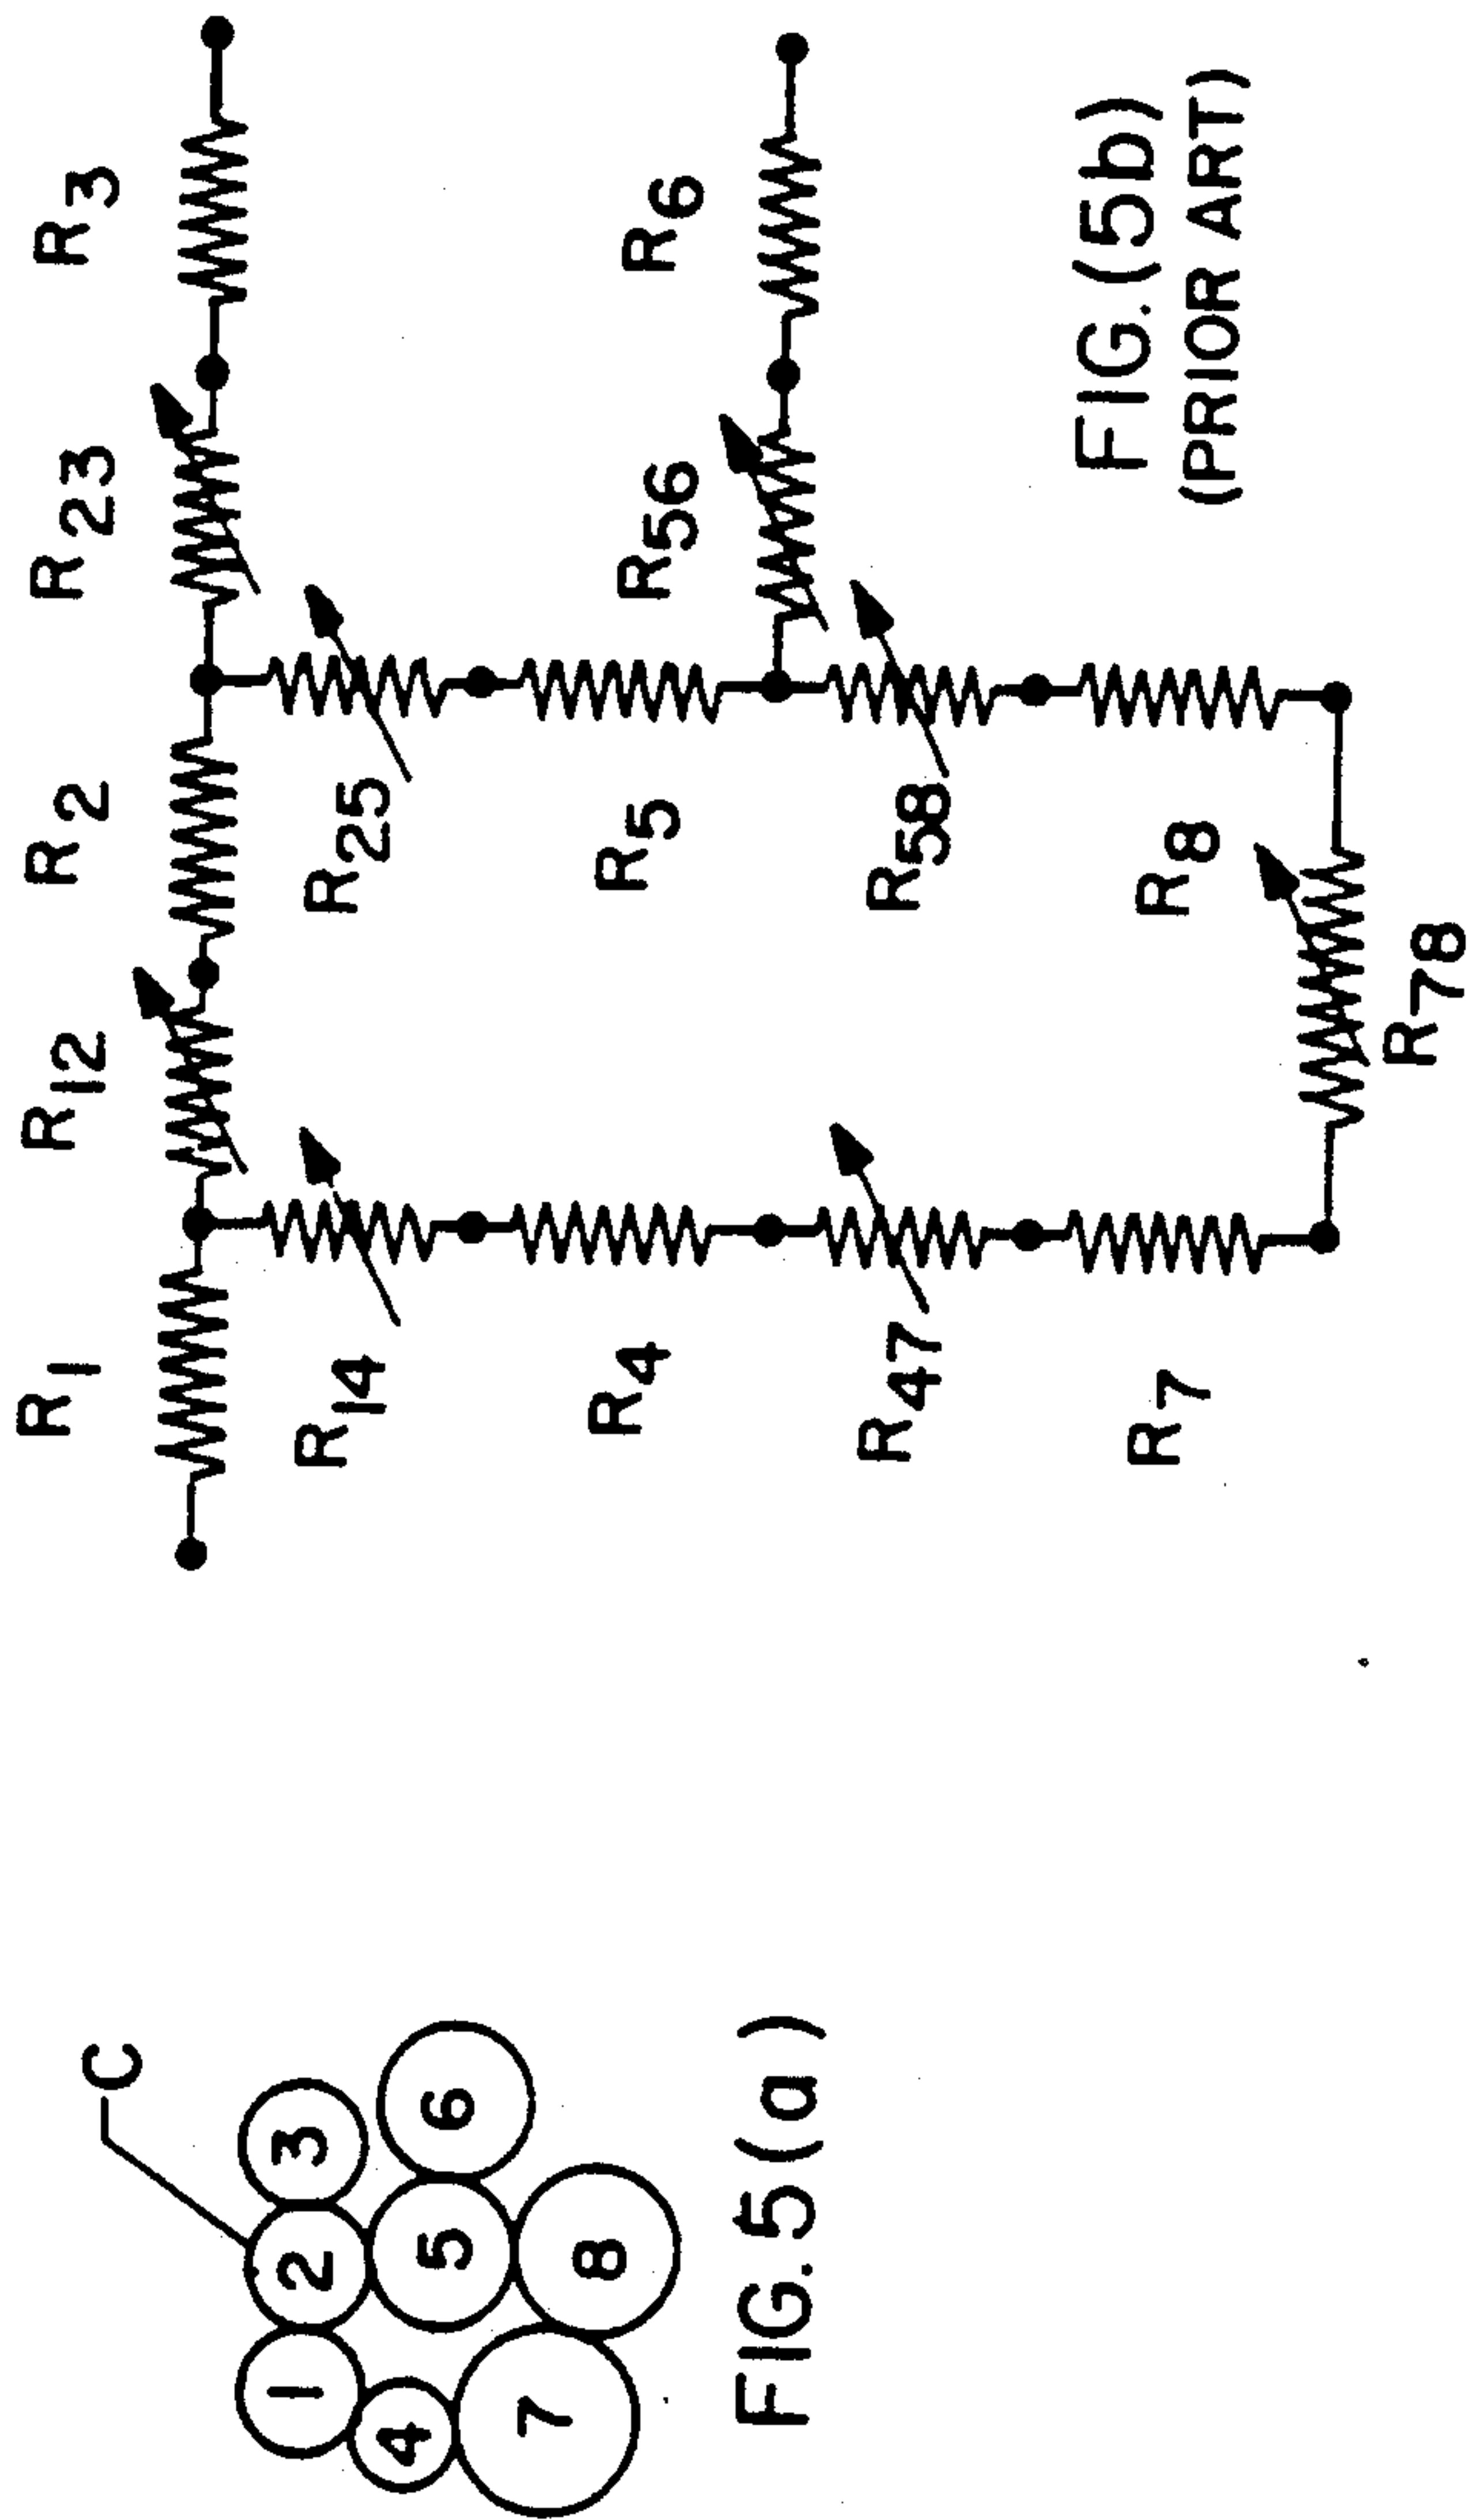 C
1
2
3
4
5
6
7
8
FIG.5(a)
R1
R12
R2
R23
R3
R14
R25
R4
R5
R56
R6
R47
R58
R7
R8
R78
FIG.(5b)
(PRIOR ART)